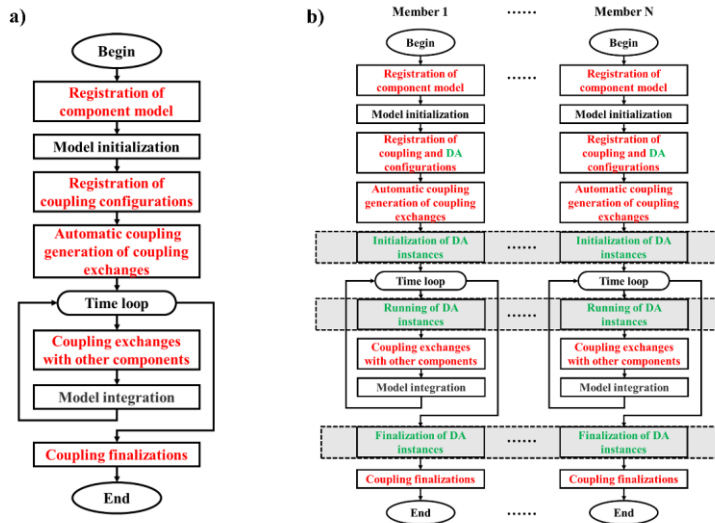 a)
Begin
Registration of
component model
Model initialization
Registration of
coupling configurations
Automatic coupling
generation of coupling
exchanges
Time loop
Coupling exchanges
with other components
Model integration
Coupling finalizations
End
b)
Member 1 ...... Member N
Begin
Registration of
component model
Model initialization
Registration of
coupling and DA
configurations
Automatic coupling
generation of coupling
exchanges
Initialization of DA
instances
Time loop
Running of DA
instances
Coupling exchanges
with other components
Model integration
Finalization of DA
instances
Coupling finalizations
End
......
......
......
......
......
Begin
Registration of
component model
Model initialization
Registration of
coupling and DA
configurations
Automatic coupling
generation of coupling
exchanges
Initialization of DA
instances
Time loop
Running of DA
instances
Coupling exchanges
with other components
Model integration
Finalization of DA
instances
Coupling finalizations
End